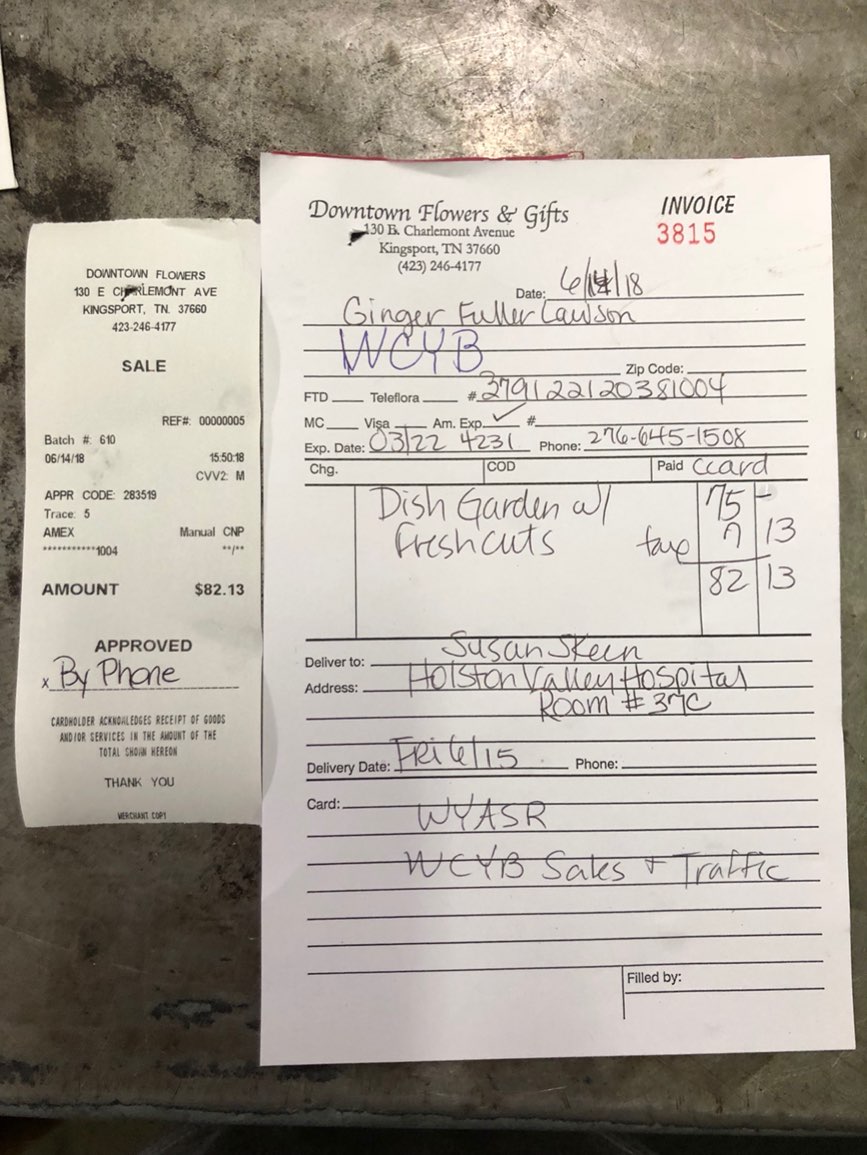 DOWNTOWN FLOWERS
130 E CHARLEMONT AVE
KINGSPORT, TN. 37660
423-246-4177
SALE
REF#: 00000005
Batch #: 610
06/14/18 15:50:18
CVV2: M
APPR CODE: 283519
Trace: 5
AMEX Manual CNP
***********1004 **/**
AMOUNT $82.13
APPROVED
x By Phone
CARDHOLDER ACKNOWLEDGES RECEIPT OF GOODS
AND/OR SERVICES IN THE AMOUNT OF THE
TOTAL SHOWN HEREON
THANK YOU
MERCHANT COPY
Downtown Flowers & Gifts
130 E. Charlemont Avenue
Kingsport, TN 37660
(423) 246-4177
INVOICE
3815
Date: 6/14/18
Ginger Fuller Lawson
WCYB
Zip Code:
FTD Teleflora # 379122120381004
MC Visa Am. Exp. ✓ #
Exp. Date: 03/22 4231 Phone: 276-645-1508
Chg. COD Paid ccard
Dish Garden w/ 75 -
Fresh cuts tax 7 13
82 13
Deliver to: Susan Skeen
Address: Holston Valley Hospital
Room # 37C
Delivery Date: FRI 6/15 Phone:
Card: WYASR
WCYB Sales + Traffic
Filled by: